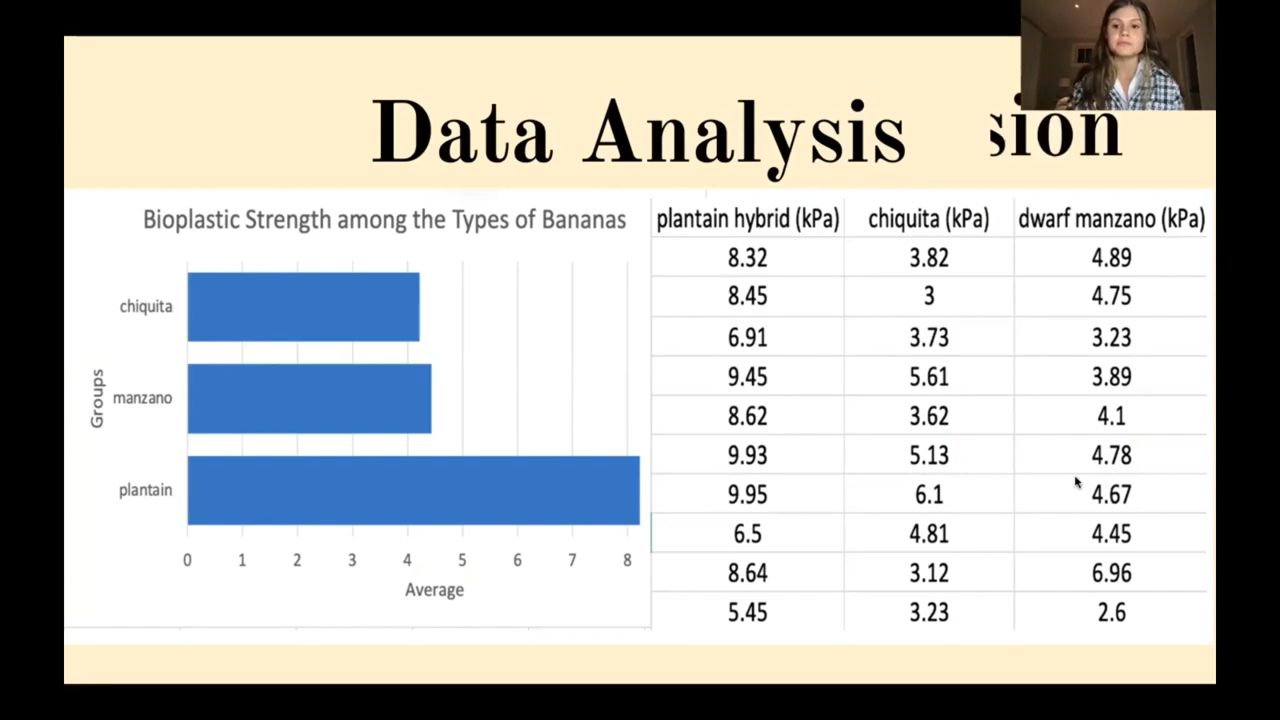 Data Analysis sion
Bioplastic Strength among the Types of Bananas
chiquita
manzano
plantain
Groups
0 1 2 3 4 5 6 7 8
Average
plantain hybrid (kPa) chiquita (kPa) dwarf manzano (kPa)
8.32 3.82 4.89
8.45 3 4.75
6.91 3.73 3.23
9.45 5.61 3.89
8.62 3.62 4.1
9.93 5.13 4.78
9.95 6.1 4.67
6.5 4.81 4.45
8.64 3.12 6.96
5.45 3.23 2.6